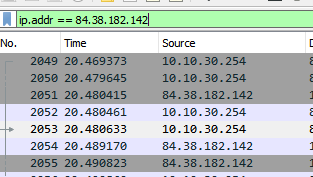 ip.addr == 84.38.182.142
No. Time Source
2049 20.469373 10.10.30.254
2050 20.479645 10.10.30.254
2051 20.480415 84.38.182.142
2052 20.480461 10.10.30.254
2053 20.480633 10.10.30.254
2054 20.489170 84.38.182.142
2055 20.490823 84.38.182.142